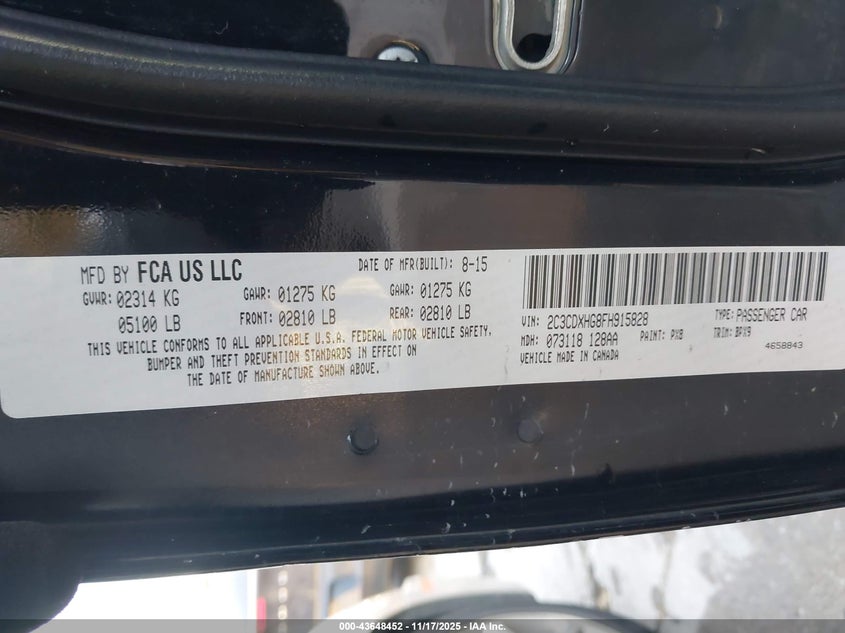 MFD BY FCA US LLC DATE OF MFR(BUILT): 8-15
GVWR: 02314 KG GAWR: 01275 KG GAWR: 01275 KG
05100 LB FRONT: 02810 LB REAR: 02810 LB
THIS VEHICLE CONFORMS TO ALL APPLICABLE U.S.A. FEDERAL MOTOR VEHICLE SAFETY,
BUMPER AND THEFT PREVENTION STANDARDS IN EFFECT ON
THE DATE OF MANUFACTURE SHOWN ABOVE.
VIN: 2C3CDXHG8FH915828 TYPE: PASSENGER CAR
MDH: 073118 128AA PAINT: PX8 TRIM: BPX9
VEHICLE MADE IN CANADA 4658843
000-43648452 — 11/17/2025 — IAA Inc.